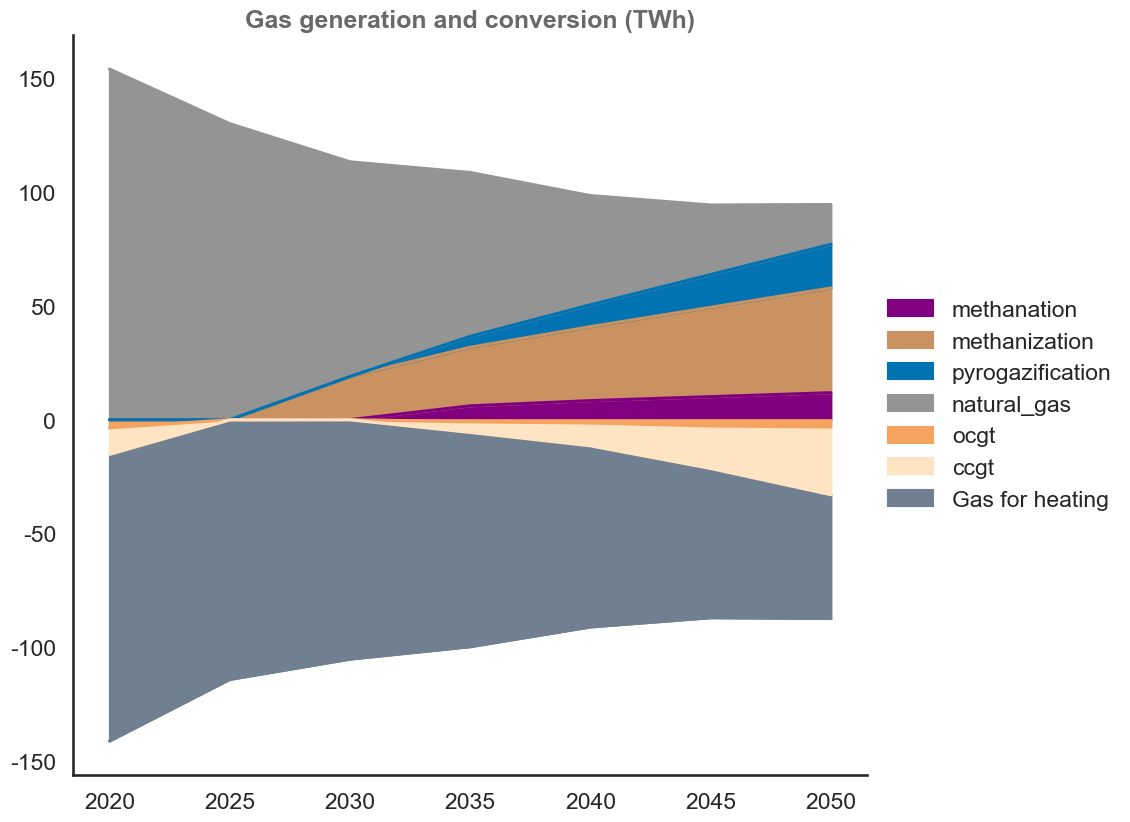 Gas generation and conversion (TWh)
150
100
50
0
-50
-100
-150
2020 2025 2030 2035 2040 2045 2050
methanation
methanization
pyrogazification
natural_gas
ocgt
ccgt
Gas for heating